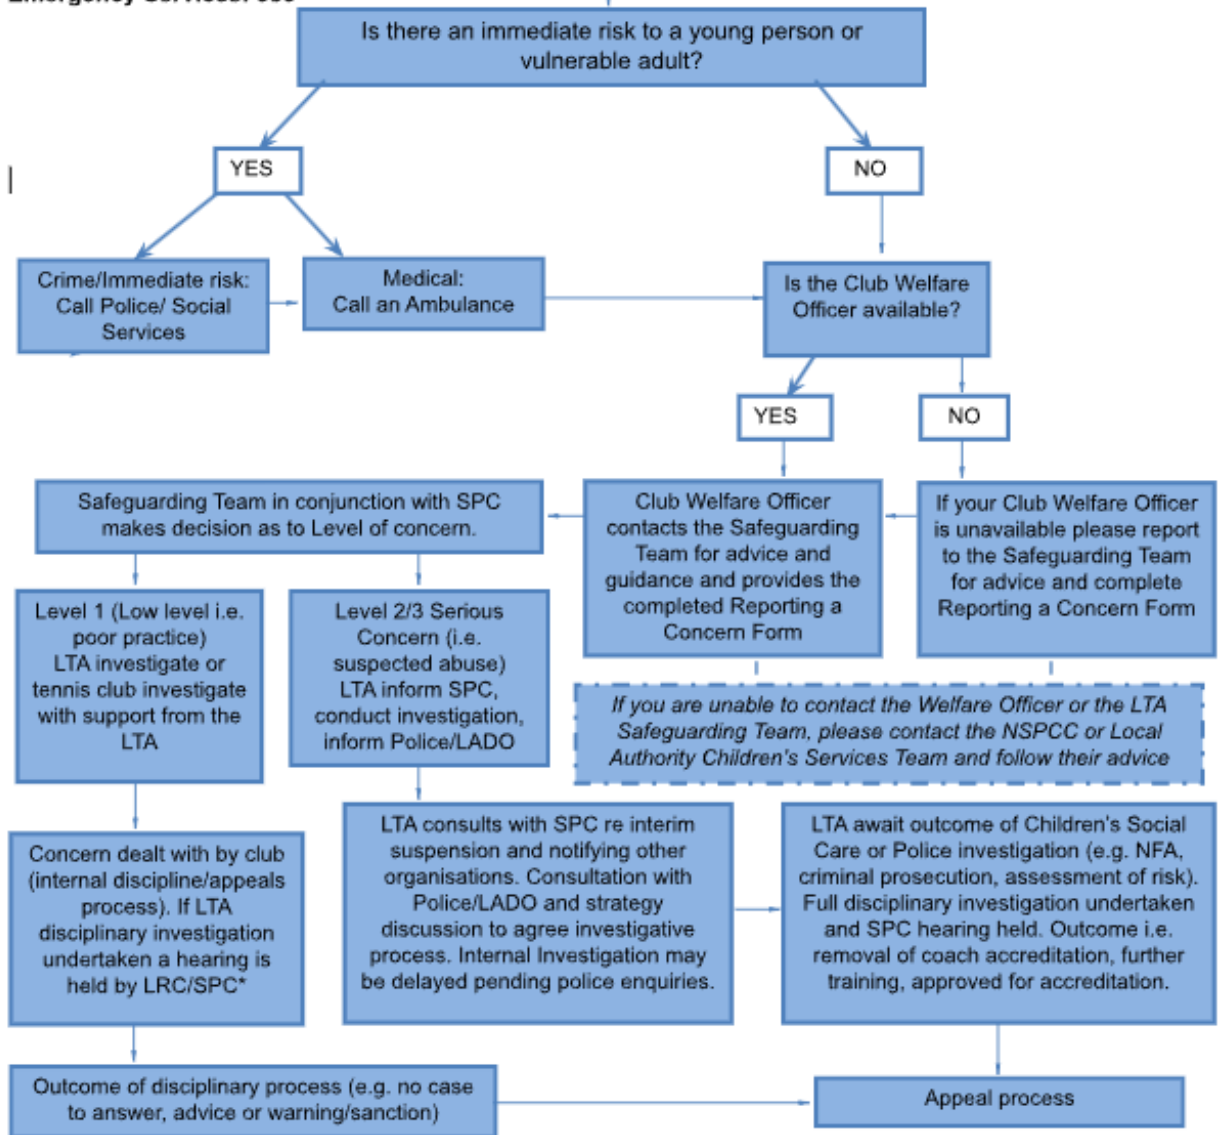 Is there an immediate risk to a young person or
vulnerable adult?
YES
NO
Crime/Immediate risk:
Call Police/ Social
Services
Medical:
Call an Ambulance
Is the Club Welfare
Officer available?
YES
NO
Safeguarding Team in conjunction with SPC
makes decision as to Level of concern.
Club Welfare Officer
contacts the Safeguarding
Team for advice and
guidance and provides the
completed Reporting a
Concern Form
If your Club Welfare Officer
is unavailable please report
to the Safeguarding Team
for advice and complete
Reporting a Concern Form
Level 1 (Low level i.e.
poor practice)
LTA investigate or
tennis club investigate
with support from the
LTA
Level 2/3 Serious
Concern (i.e.
suspected abuse)
LTA inform SPC,
conduct investigation,
inform Police/LADO
If you are unable to contact the Welfare Officer or the LTA
Safeguarding Team, please contact the NSPCC or Local
Authority Children's Services Team and follow their advice
Concern dealt with by club
(internal discipline/appeals
process). If LTA
disciplinary investigation
undertaken a hearing is
held by LRC/SPC*
LTA consults with SPC re interim
suspension and notifying other
organisations. Consultation with
Police/LADO and strategy
discussion to agree investigative
process. Internal Investigation may
be delayed pending police enquiries.
LTA await outcome of Children's Social
Care or Police investigation (e.g. NFA,
criminal prosecution, assessment of risk).
Full disciplinary investigation undertaken
and SPC hearing held. Outcome i.e.
removal of coach accreditation, further
training, approved for accreditation.
Outcome of disciplinary process (e.g. no case
to answer, advice or warning/sanction)
Appeal process